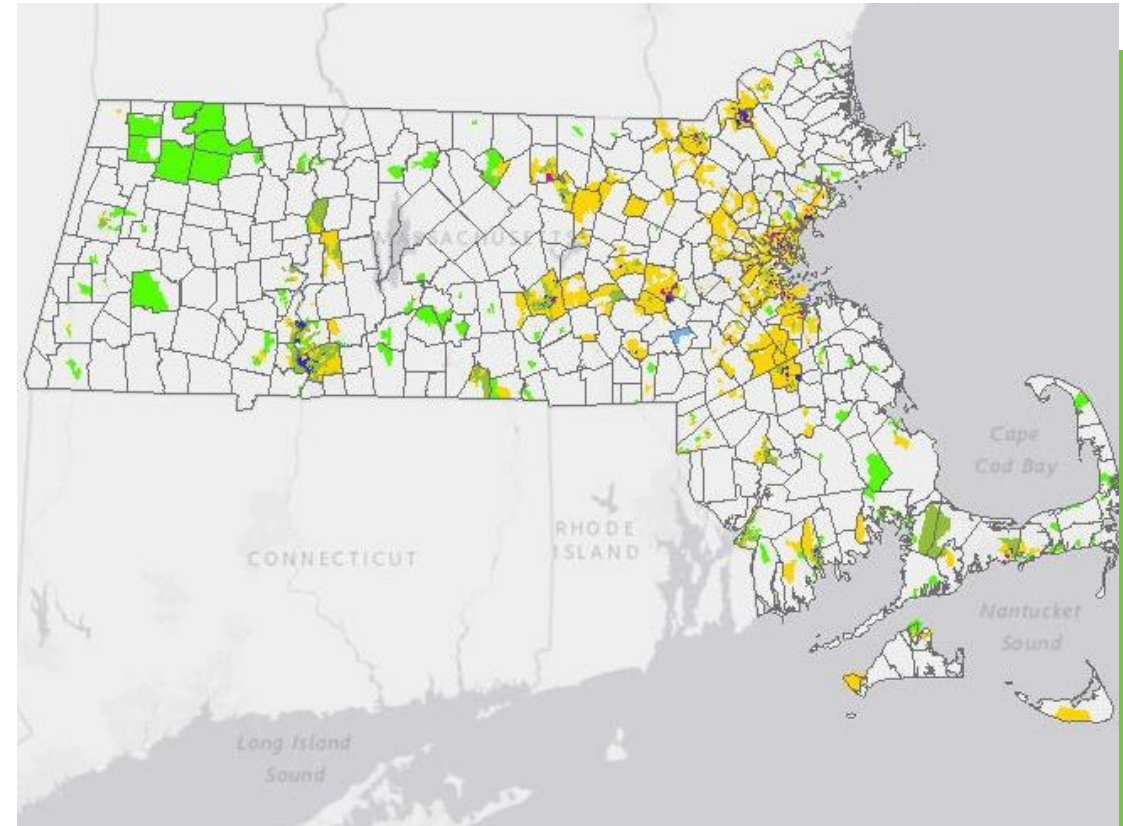 MASSACHUSETTS
Cape
Cod Bay
RHODE
ISLAND
CONNECTICUT
Nantucket
Sound
Long Island
Sound